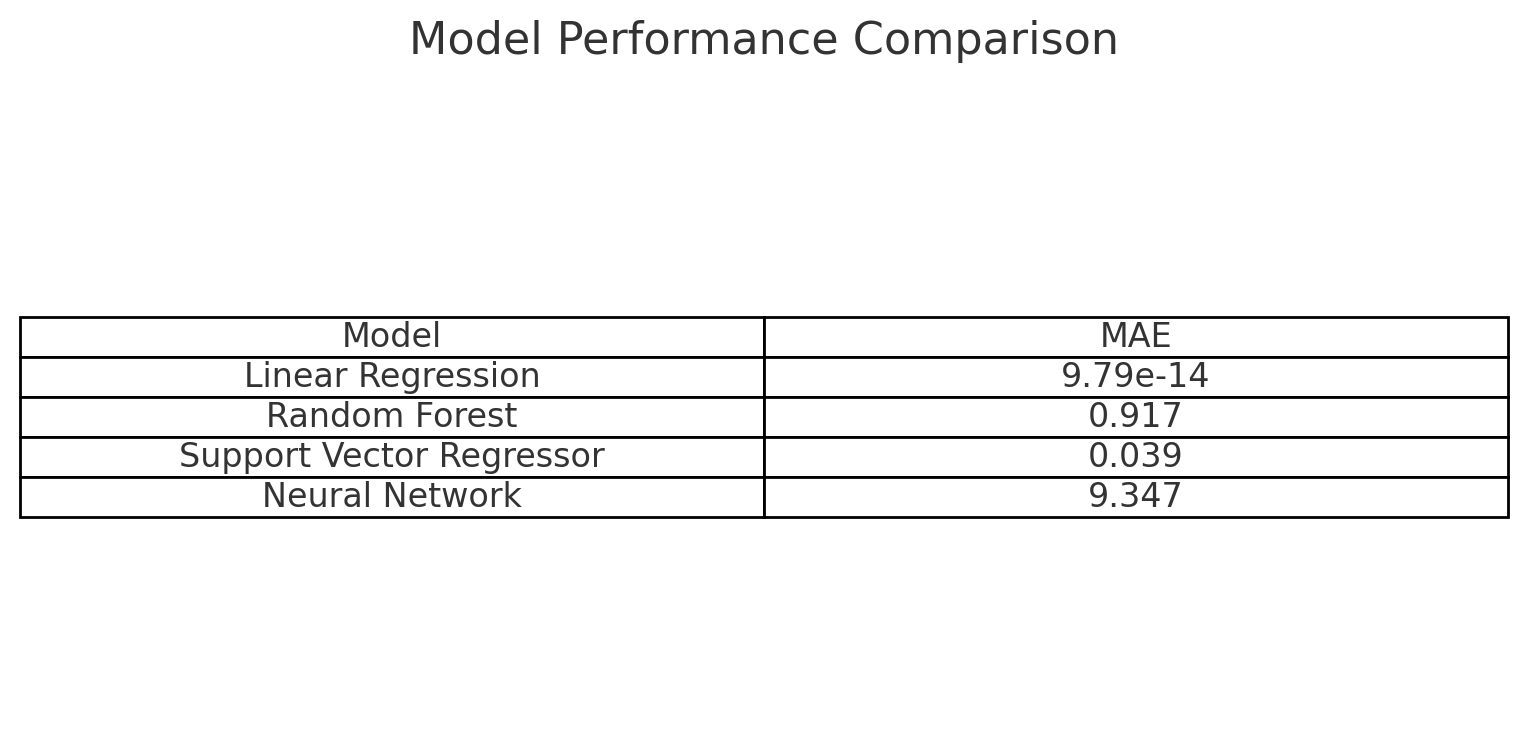 Model Performance Comparison
Model MAE
Linear Regression 9.79e-14
Random Forest 0.917
Support Vector Regressor 0.039
Neural Network 9.347